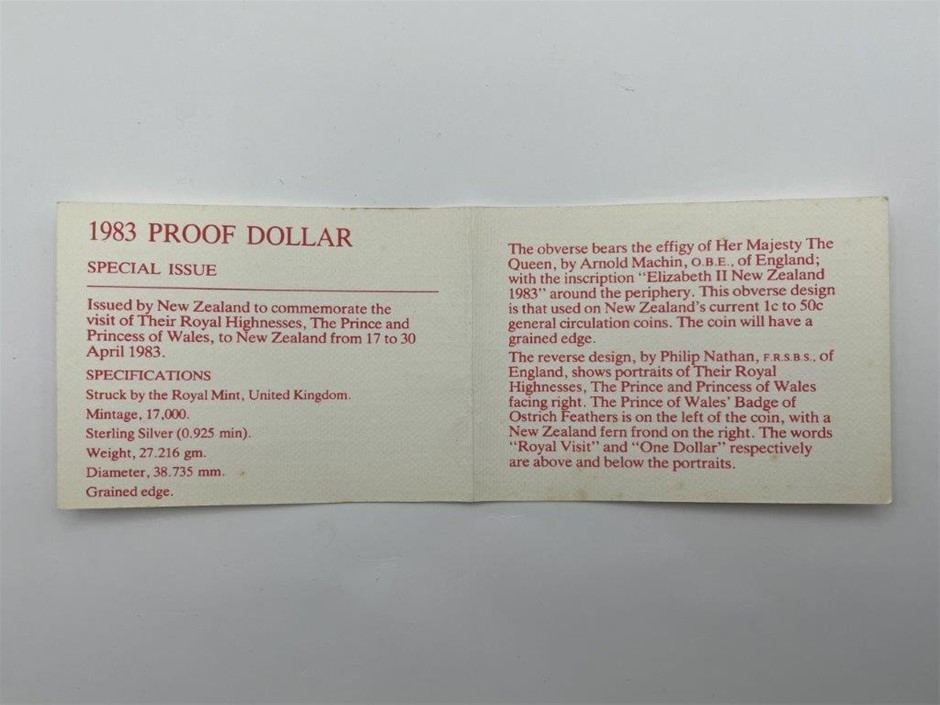 1983 PROOF DOLLAR
SPECIAL ISSUE
Issued by New Zealand to commemorate the
visit of Their Royal Highnesses, The Prince and
Princess of Wales, to New Zealand from 17 to 30
April 1983.
SPECIFICATIONS
Struck by the Royal Mint, United Kingdom.
Mintage, 17,000.
Sterling Silver (0.925 min).
Weight, 27.216 gm.
Diameter, 38.735 mm.
Grained edge.
The obverse bears the effigy of Her Majesty The
Queen, by Arnold Machin, O.B.E., of England;
with the inscription "Elizabeth II New Zealand
1983" around the periphery. This obverse design
is that used on New Zealand's current 1c to 50c
general circulation coins. The coin will have a
grained edge.
The reverse design, by Philip Nathan, F.R.S.B.S., of
England, shows portraits of Their Royal
Highnesses, The Prince and Princess of Wales
facing right. The Prince of Wales' Badge of
Ostrich Feathers is on the left of the coin, with a
New Zealand fern frond on the right. The words
"Royal Visit" and "One Dollar" respectively
are above and below the portraits.